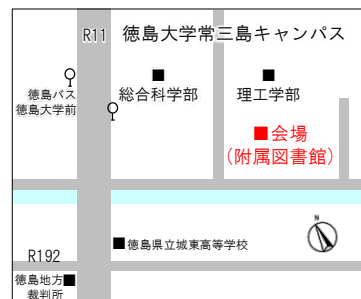 R11
徳島大学常三島キャンパス
徳島バス
徳島大学前
総合科学部
理工学部
■会場
(附属図書館)
N
徳島県立城東高等学校
R192
徳島地方
裁判所